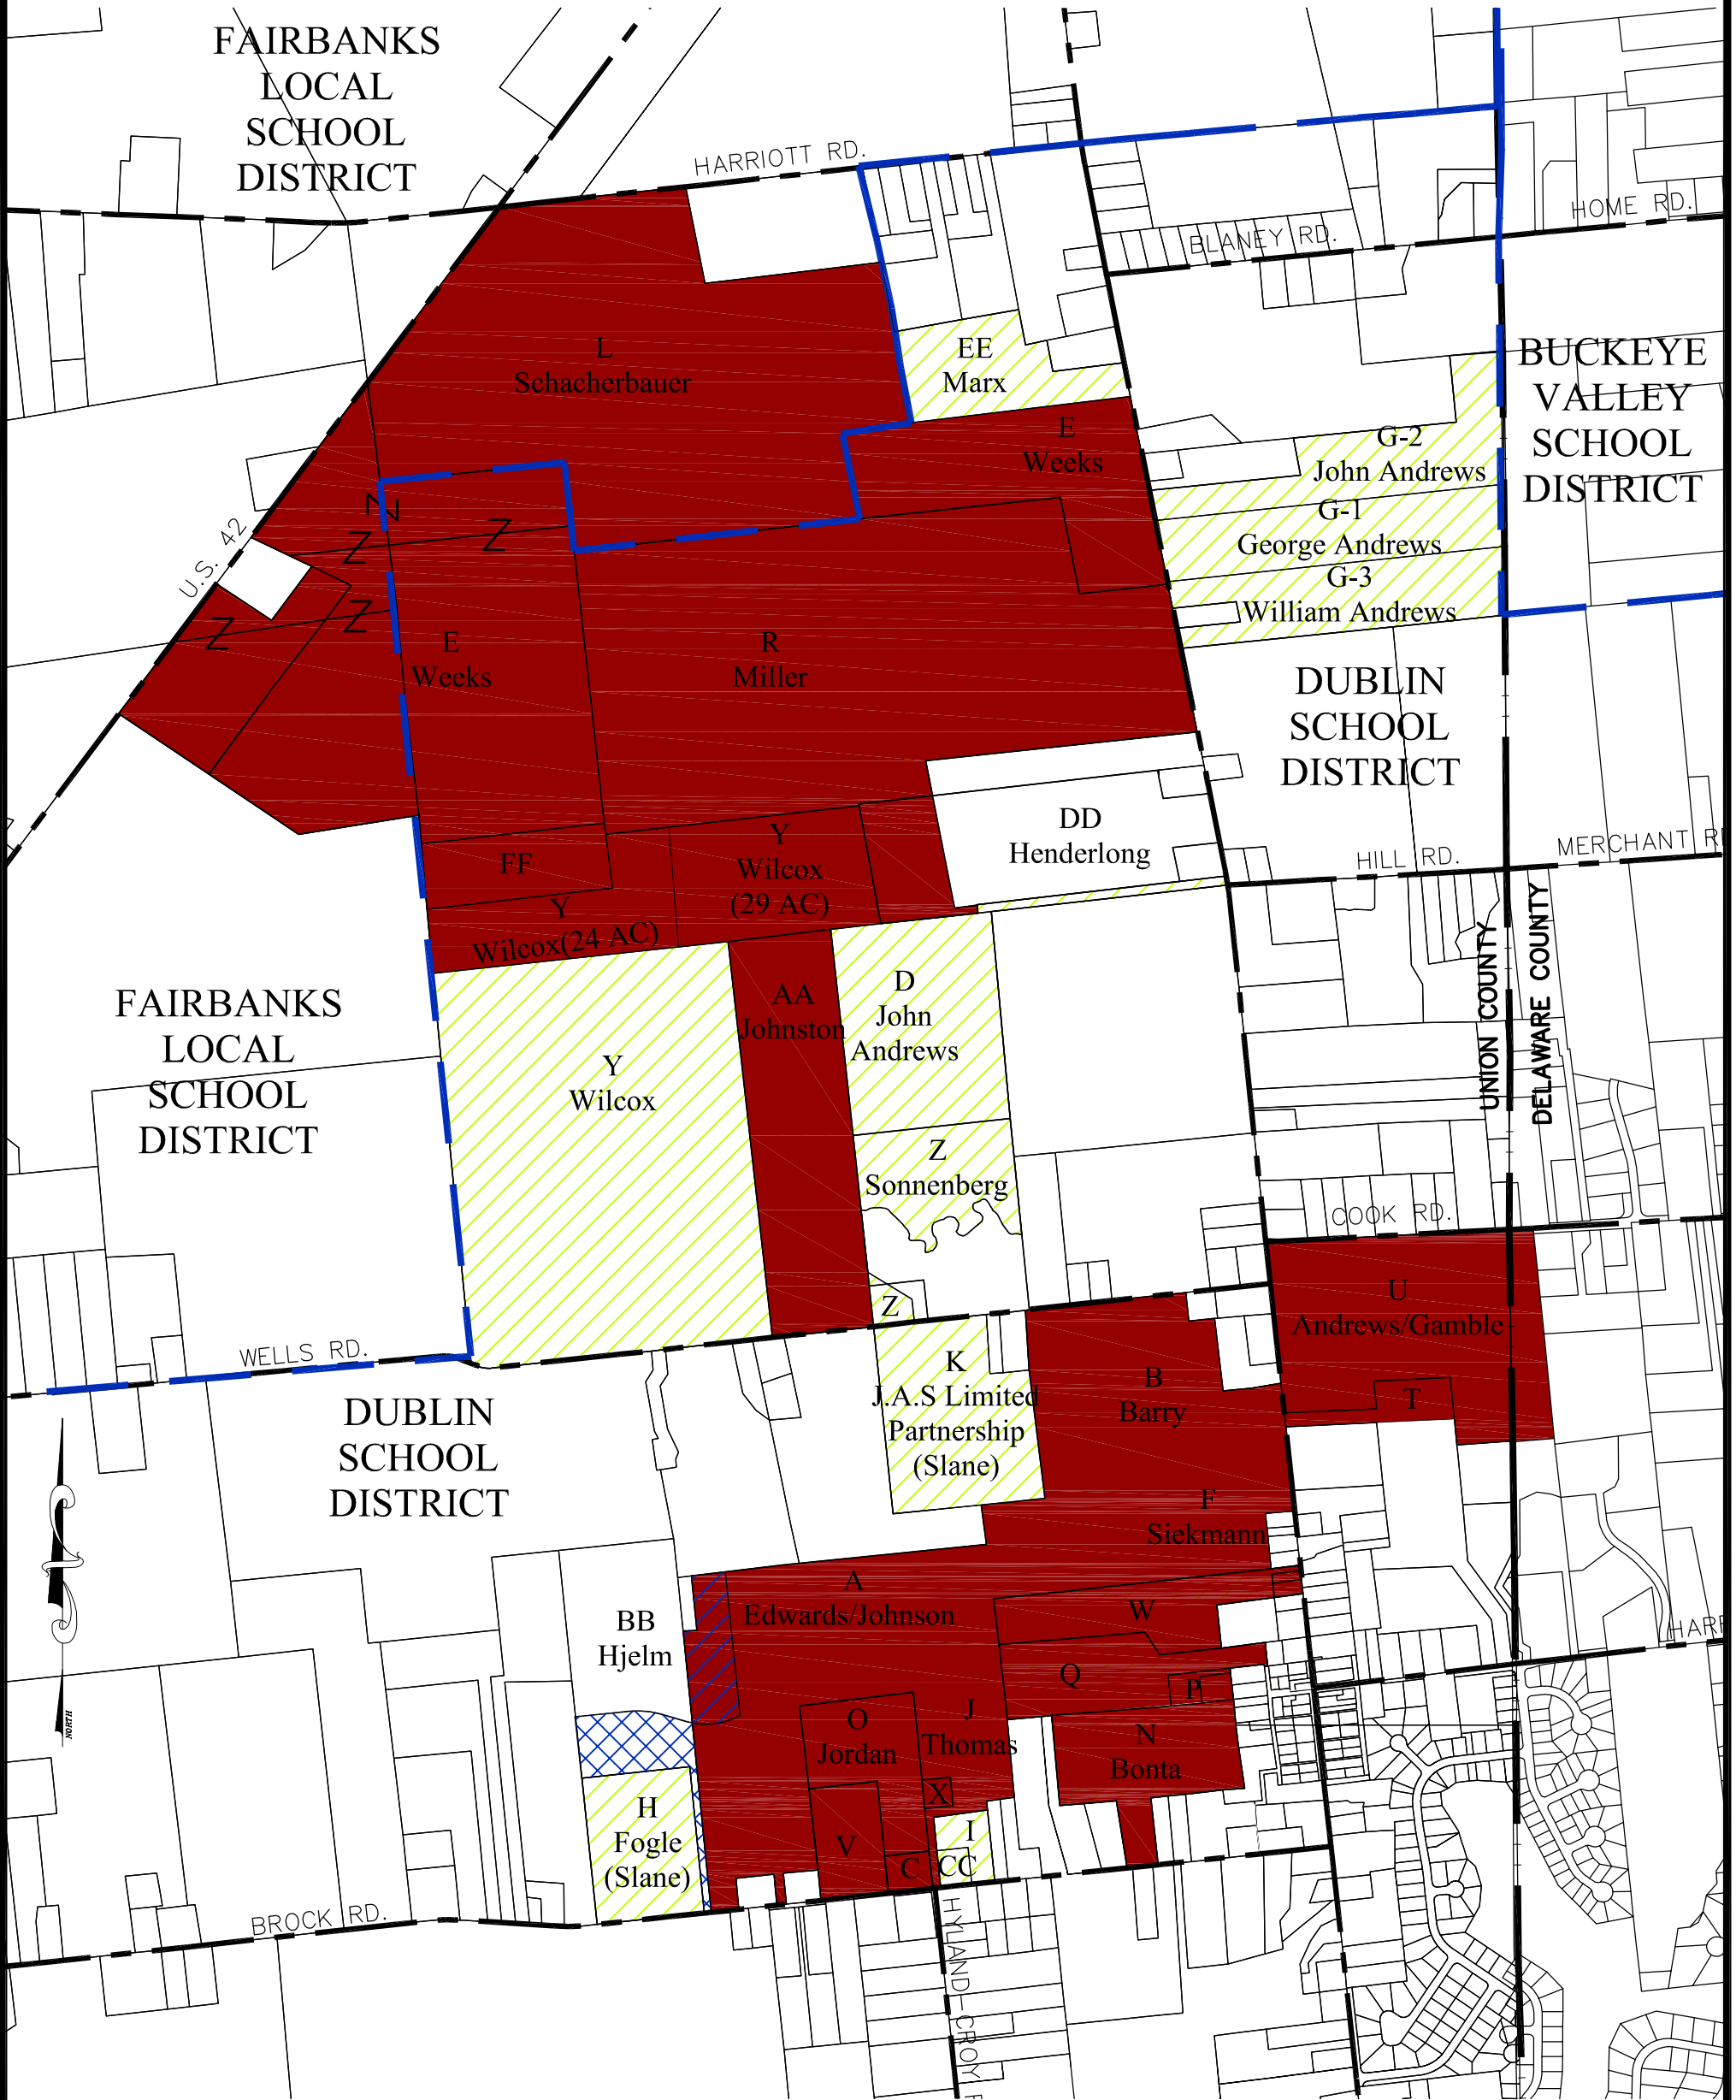 FAIRBANKS
LOCAL
SCHOOL
DISTRICT
HARRIOTT RD.
HOME RD.
BLANEY RD.
L
Schacherbauer
EE
Marx
BUCKEYE
VALLEY
SCHOOL
DISTRICT
E
Weeks
G-2
John Andrews
G-1
George Andrews
G-3
William Andrews
U.S. 42
Z
Z
Z
Z
Z
E
Weeks
R
Miller
DUBLIN
SCHOOL
DISTRICT
DD
Henderlong
HILL RD.
MERCHANT R
FF
Y
Wilcox
(29 AC)
Y
Wilcox(24 AC)
UNION COUNTY
DELAWARE COUNTY
FAIRBANKS
LOCAL
SCHOOL
DISTRICT
AA
Johnston
D
John
Andrews
Y
Wilcox
Z
Sonnenberg
COOK RD.
Z
U
Andrews/Gamble
T
WELLS RD.
K
J.A.S Limited
Partnership
(Slane)
B
Barry
DUBLIN
SCHOOL
DISTRICT
F
Siekmann
A
Edwards/Johnson
W
BB
Hjelm
HARR
Q
P
NORTH
O
Jordan
J
Thomas
N
Bonta
X
H
Fogle
(Slane)
V
C
I
CC
BROCK RD.
HYLAND-CROY R